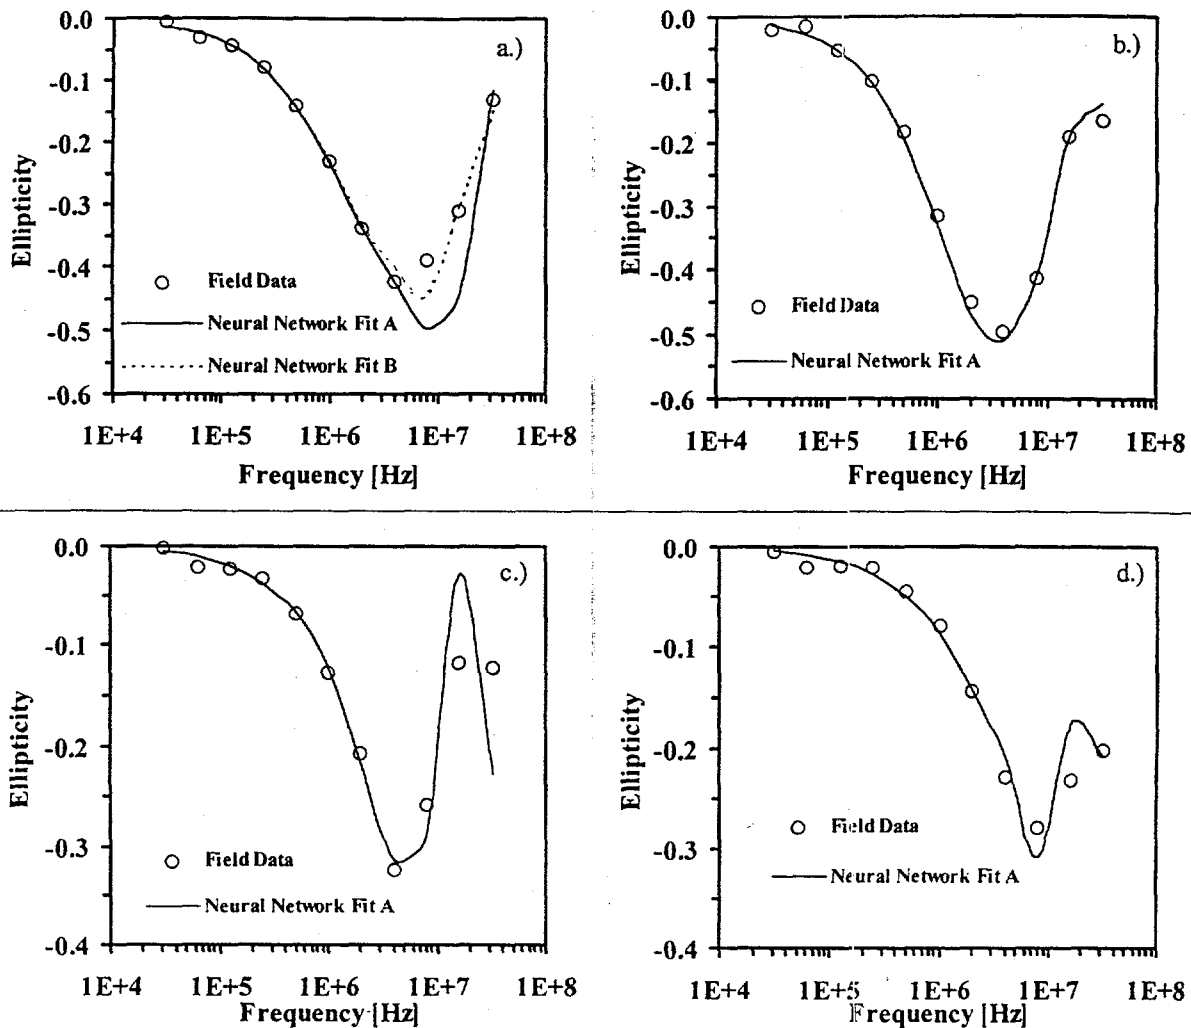 a.)
0.0
-0.1
-0.2
-0.3
-0.4
-0.5
-0.6
Ellipticity
Field Data
Neural Network Fit A
Neural Network Fit B
1E+4 1E+5 1E+6 1E+7 1E+8
Frequency [Hz]
b.)
0.0
-0.1
-0.2
-0.3
-0.4
-0.5
-0.6
Ellipticity
Field Data
Neural Network Fit A
1E+4 1E+5 1E+6 1E+7 1E+8
Frequency [Hz]
c.)
0.0
-0.1
-0.2
-0.3
-0.4
Ellipticity
Field Data
Neural Network Fit A
1E+4 1E+5 1E+6 1E+7 1E+8
Frequency [Hz]
d.)
0.0
-0.1
-0.2
-0.3
-0.4
Ellipticity
Field Data
Neural Network Fit A
1E+4 1E+5 1E+6 1E+7 1E+8
Frequency [Hz]